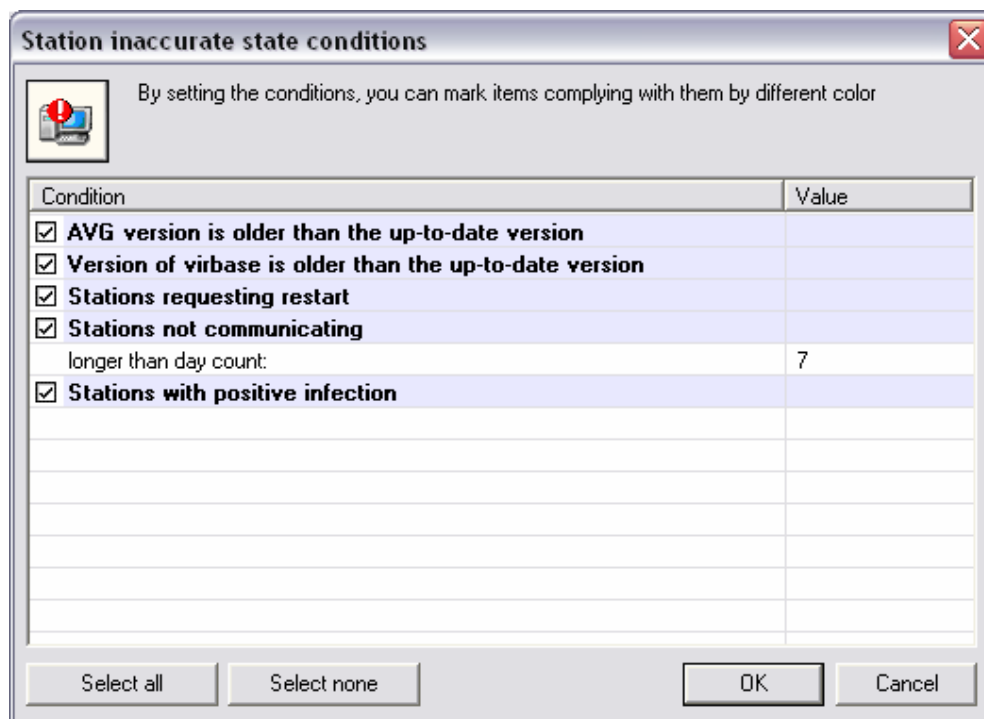 Station inaccurate state conditions
By setting the conditions, you can mark items complying with them by different color
Condition Value
AVG version is older than the up-to-date version
Version of virbase is older than the up-to-date version
Stations requesting restart
Stations not communicating
longer than day count: 7
Stations with positive infection
Select all Select none OK Cancel